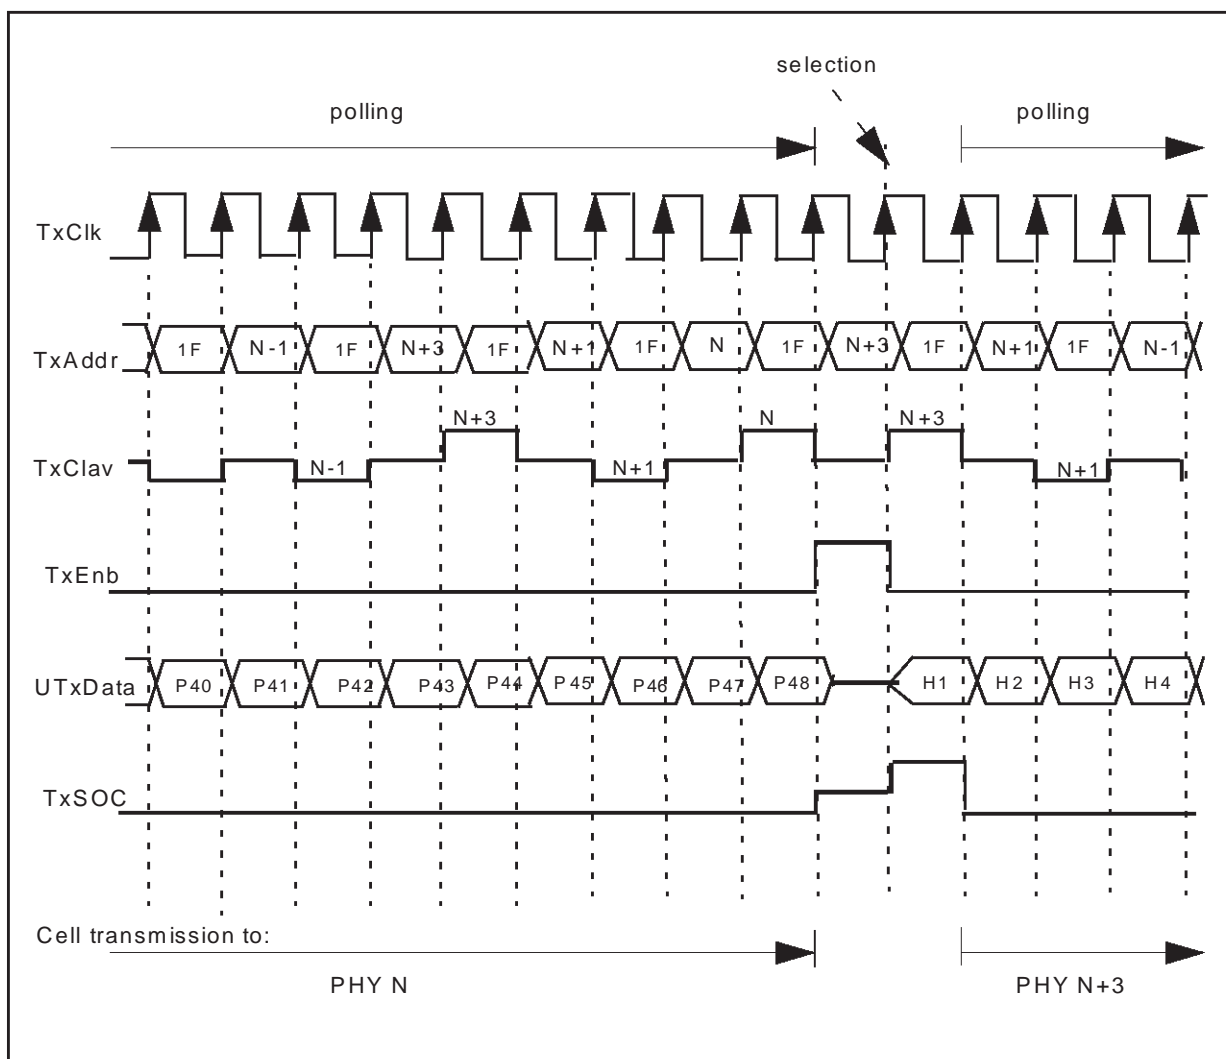 selection
polling polling
TxClk
TxAddr 1F N-1 1F N+3 1F N+1 1F N 1F N+3 1F N+1 1F N-1
N+3 N N+3
TxClav N-1 N+1 N+1
TxEnb
UTxData P40 P41 P42 P43 P44 P45 P46 P47 P48 H1 H2 H3 H4
TxSOC
Cell transmission to:
PHY N PHY N+3